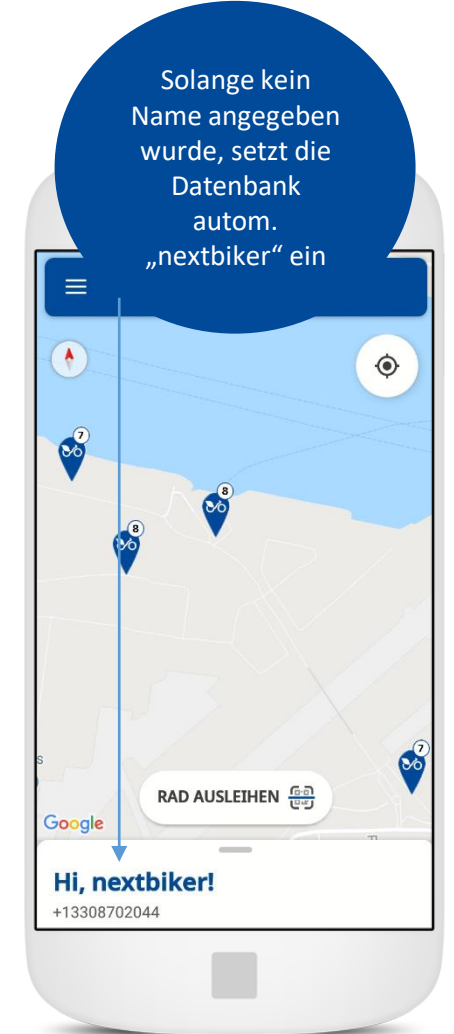 Solange kein
Name angegeben
wurde, setzt die
Datenbank
autom.
„nextbiker“ ein
7
8
8
7
s
RAD AUSLEIHEN
Google
Hi, nextbiker!
+13308702044